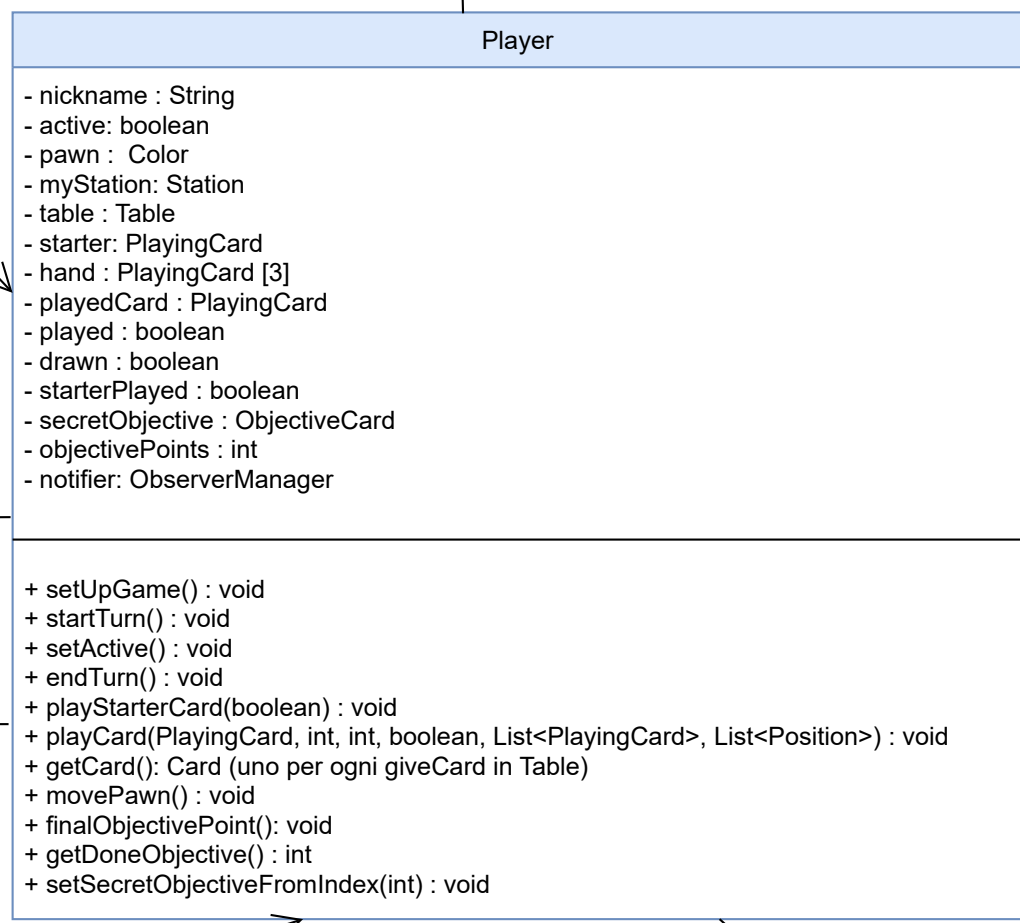 Player
- nickname : String
- active: boolean
- pawn :  Color
- myStation: Station
- table : Table
- starter: PlayingCard
- hand : PlayingCard [3]
- playedCard : PlayingCard
- played : boolean
- drawn : boolean
- starterPlayed : boolean
- secretObjective : ObjectiveCard
- objectivePoints : int
- notifier: ObserverManager
+ setUpGame() : void
+ startTurn() : void
+ setActive() : void
+ endTurn() : void
+ playStarterCard(boolean) : void
+ playCard(PlayingCard, int, int, boolean, List<PlayingCard>, List<Position>) : void
+ getCard(): Card (uno per ogni giveCard in Table)
+ movePawn() : void
+ finalObjectivePoint(): void
+ getDoneObjective() : int
+ setSecretObjectiveFromIndex(int) : void